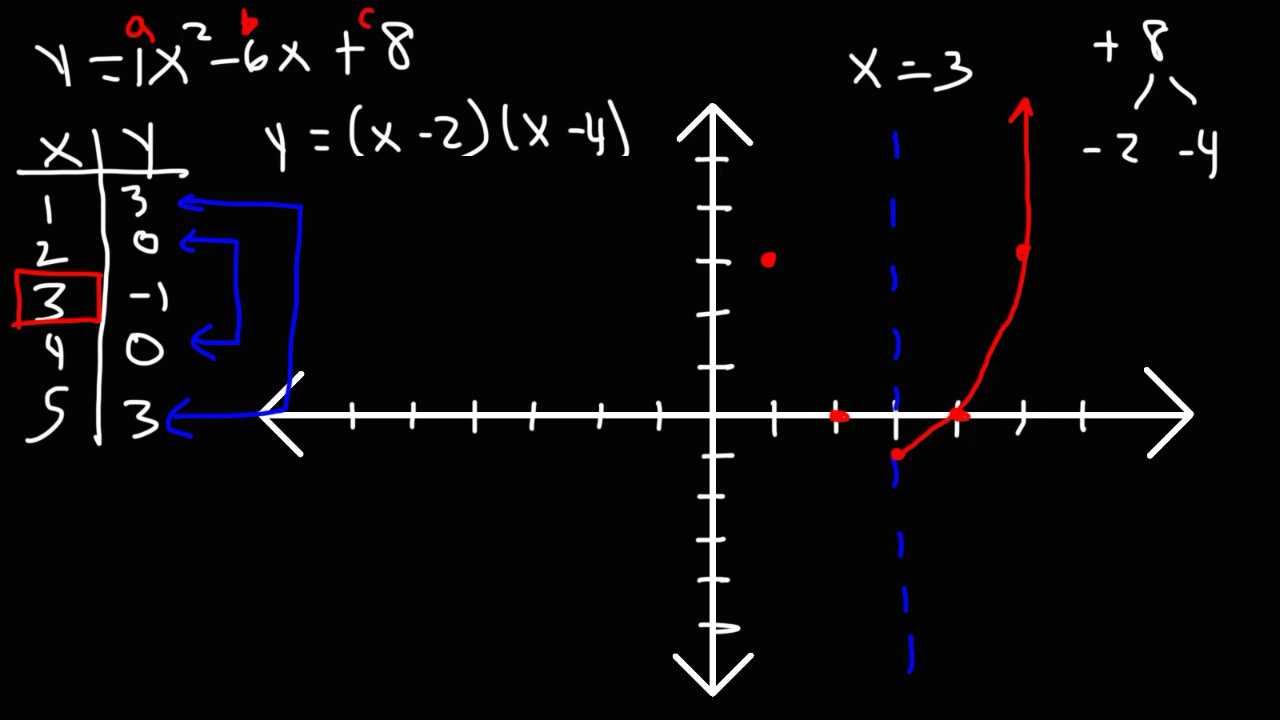 a b c
y = 1x² - 6x + 8
y = (x - 2)(x - 4)
x y
1 3
2 0
3 -1
4 0
5 3
x = 3
+ 8
- 2 - 4